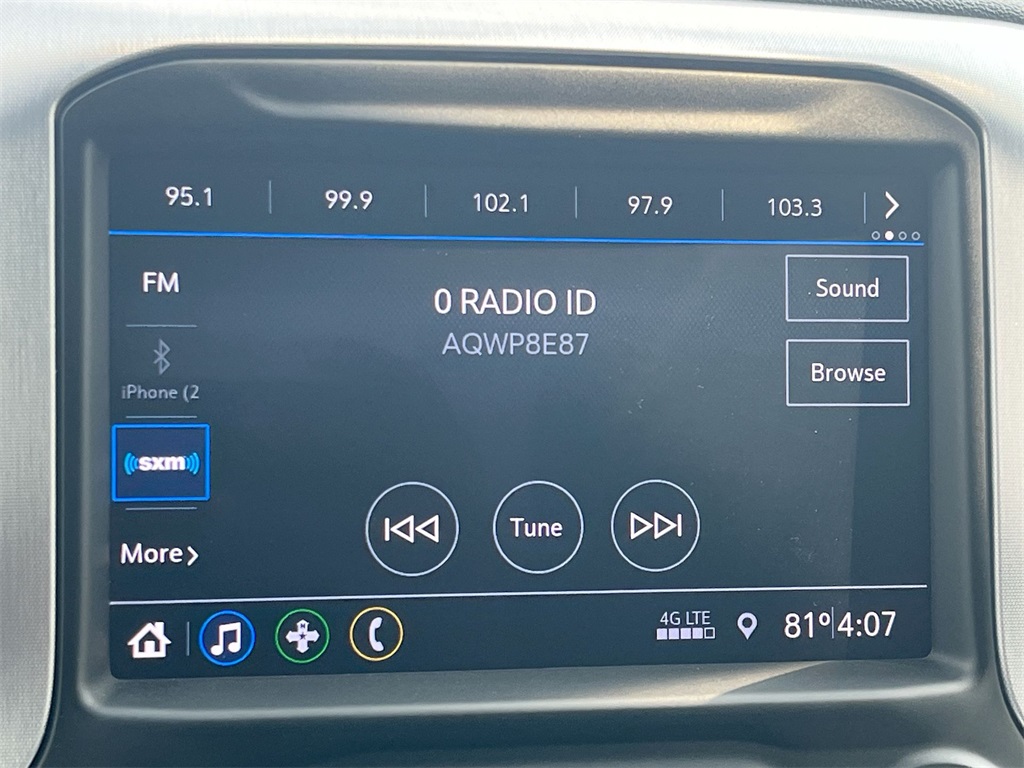 95.1 99.9 102.1 97.9 103.3
FM
0 RADIO ID
AQWP8E87
Sound
Browse
iPhone (2
sxm
Tune
More
N
4G LTE
81° 4:07